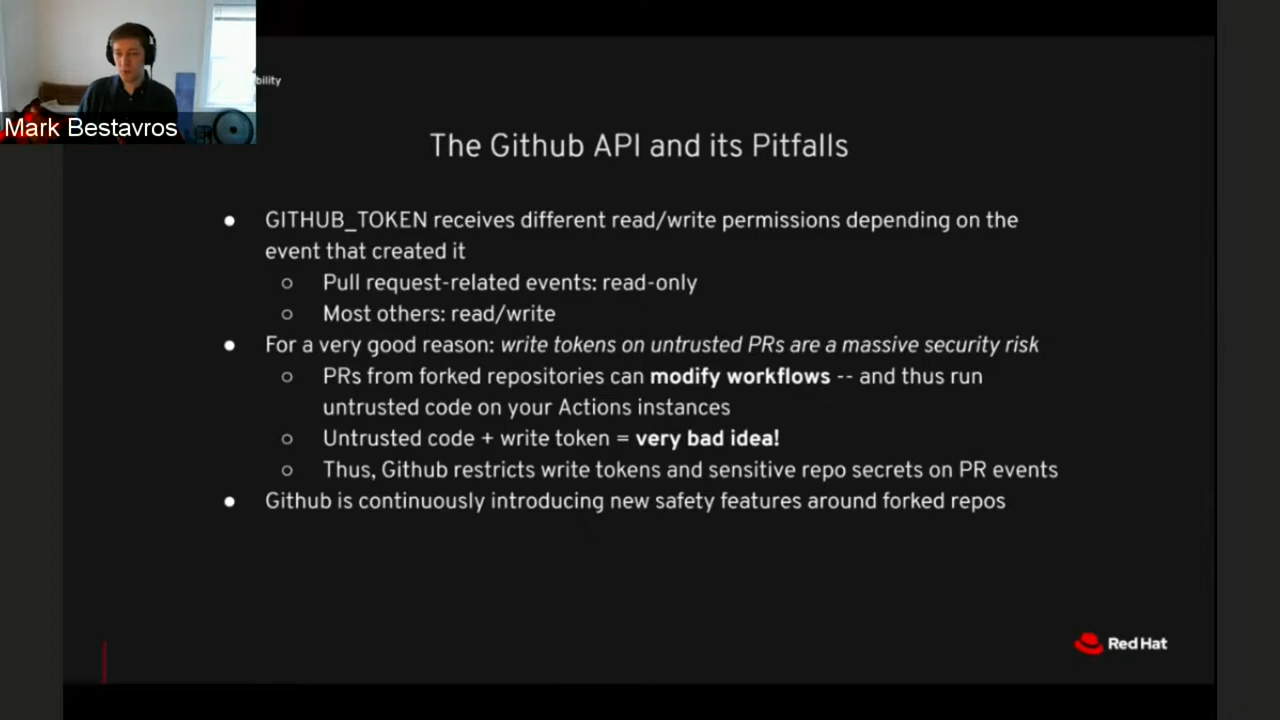 Mark Bestavros
bility
The Github API and its Pitfalls
● GITHUB_TOKEN receives different read/write permissions depending on the
event that created it
○ Pull request-related events: read-only
○ Most others: read/write
● For a very good reason: write tokens on untrusted PRs are a massive security risk
○ PRs from forked repositories can modify workflows -- and thus run
untrusted code on your Actions instances
○ Untrusted code + write token = very bad idea!
○ Thus, Github restricts write tokens and sensitive repo secrets on PR events
● Github is continuously introducing new safety features around forked repos
Red Hat